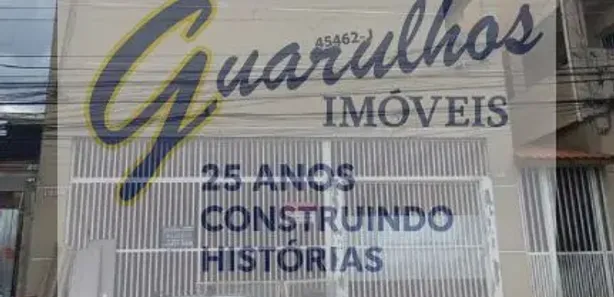 Guarulhos
45462-J
IMÓVEIS
25 ANOS
CONSTRUINDO
HISTÓRIAS